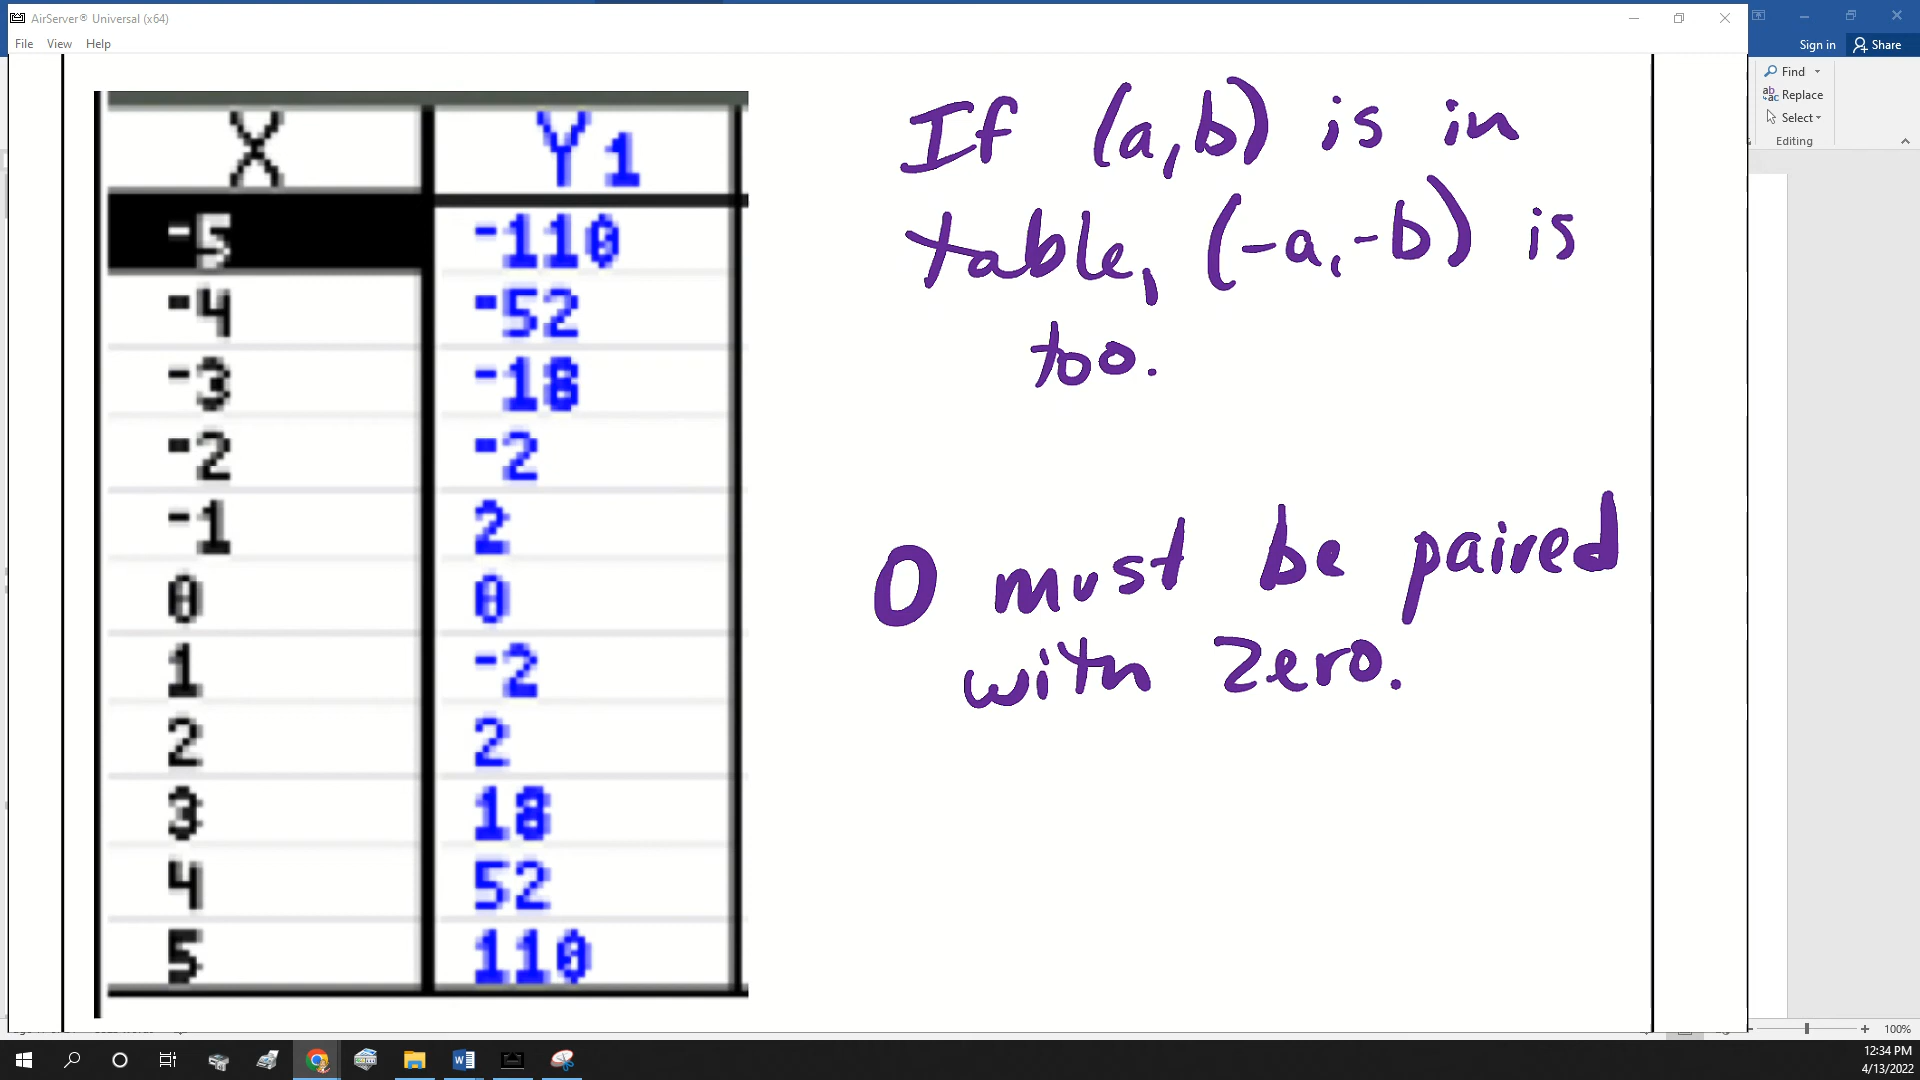 AirServer® Universal (x64)
File View Help
Sign in Share
Find
Replace
Select
Editing
X Y1
-5 -110
-4 -52
-3 -18
-2 -2
-1 2
0 0
1 -2
2 2
3 18
4 52
5 110
If (a,b) is in
table, (-a,-b) is
too.
0 must be paired
with zero.
100%
12:34 PM
4/13/2022